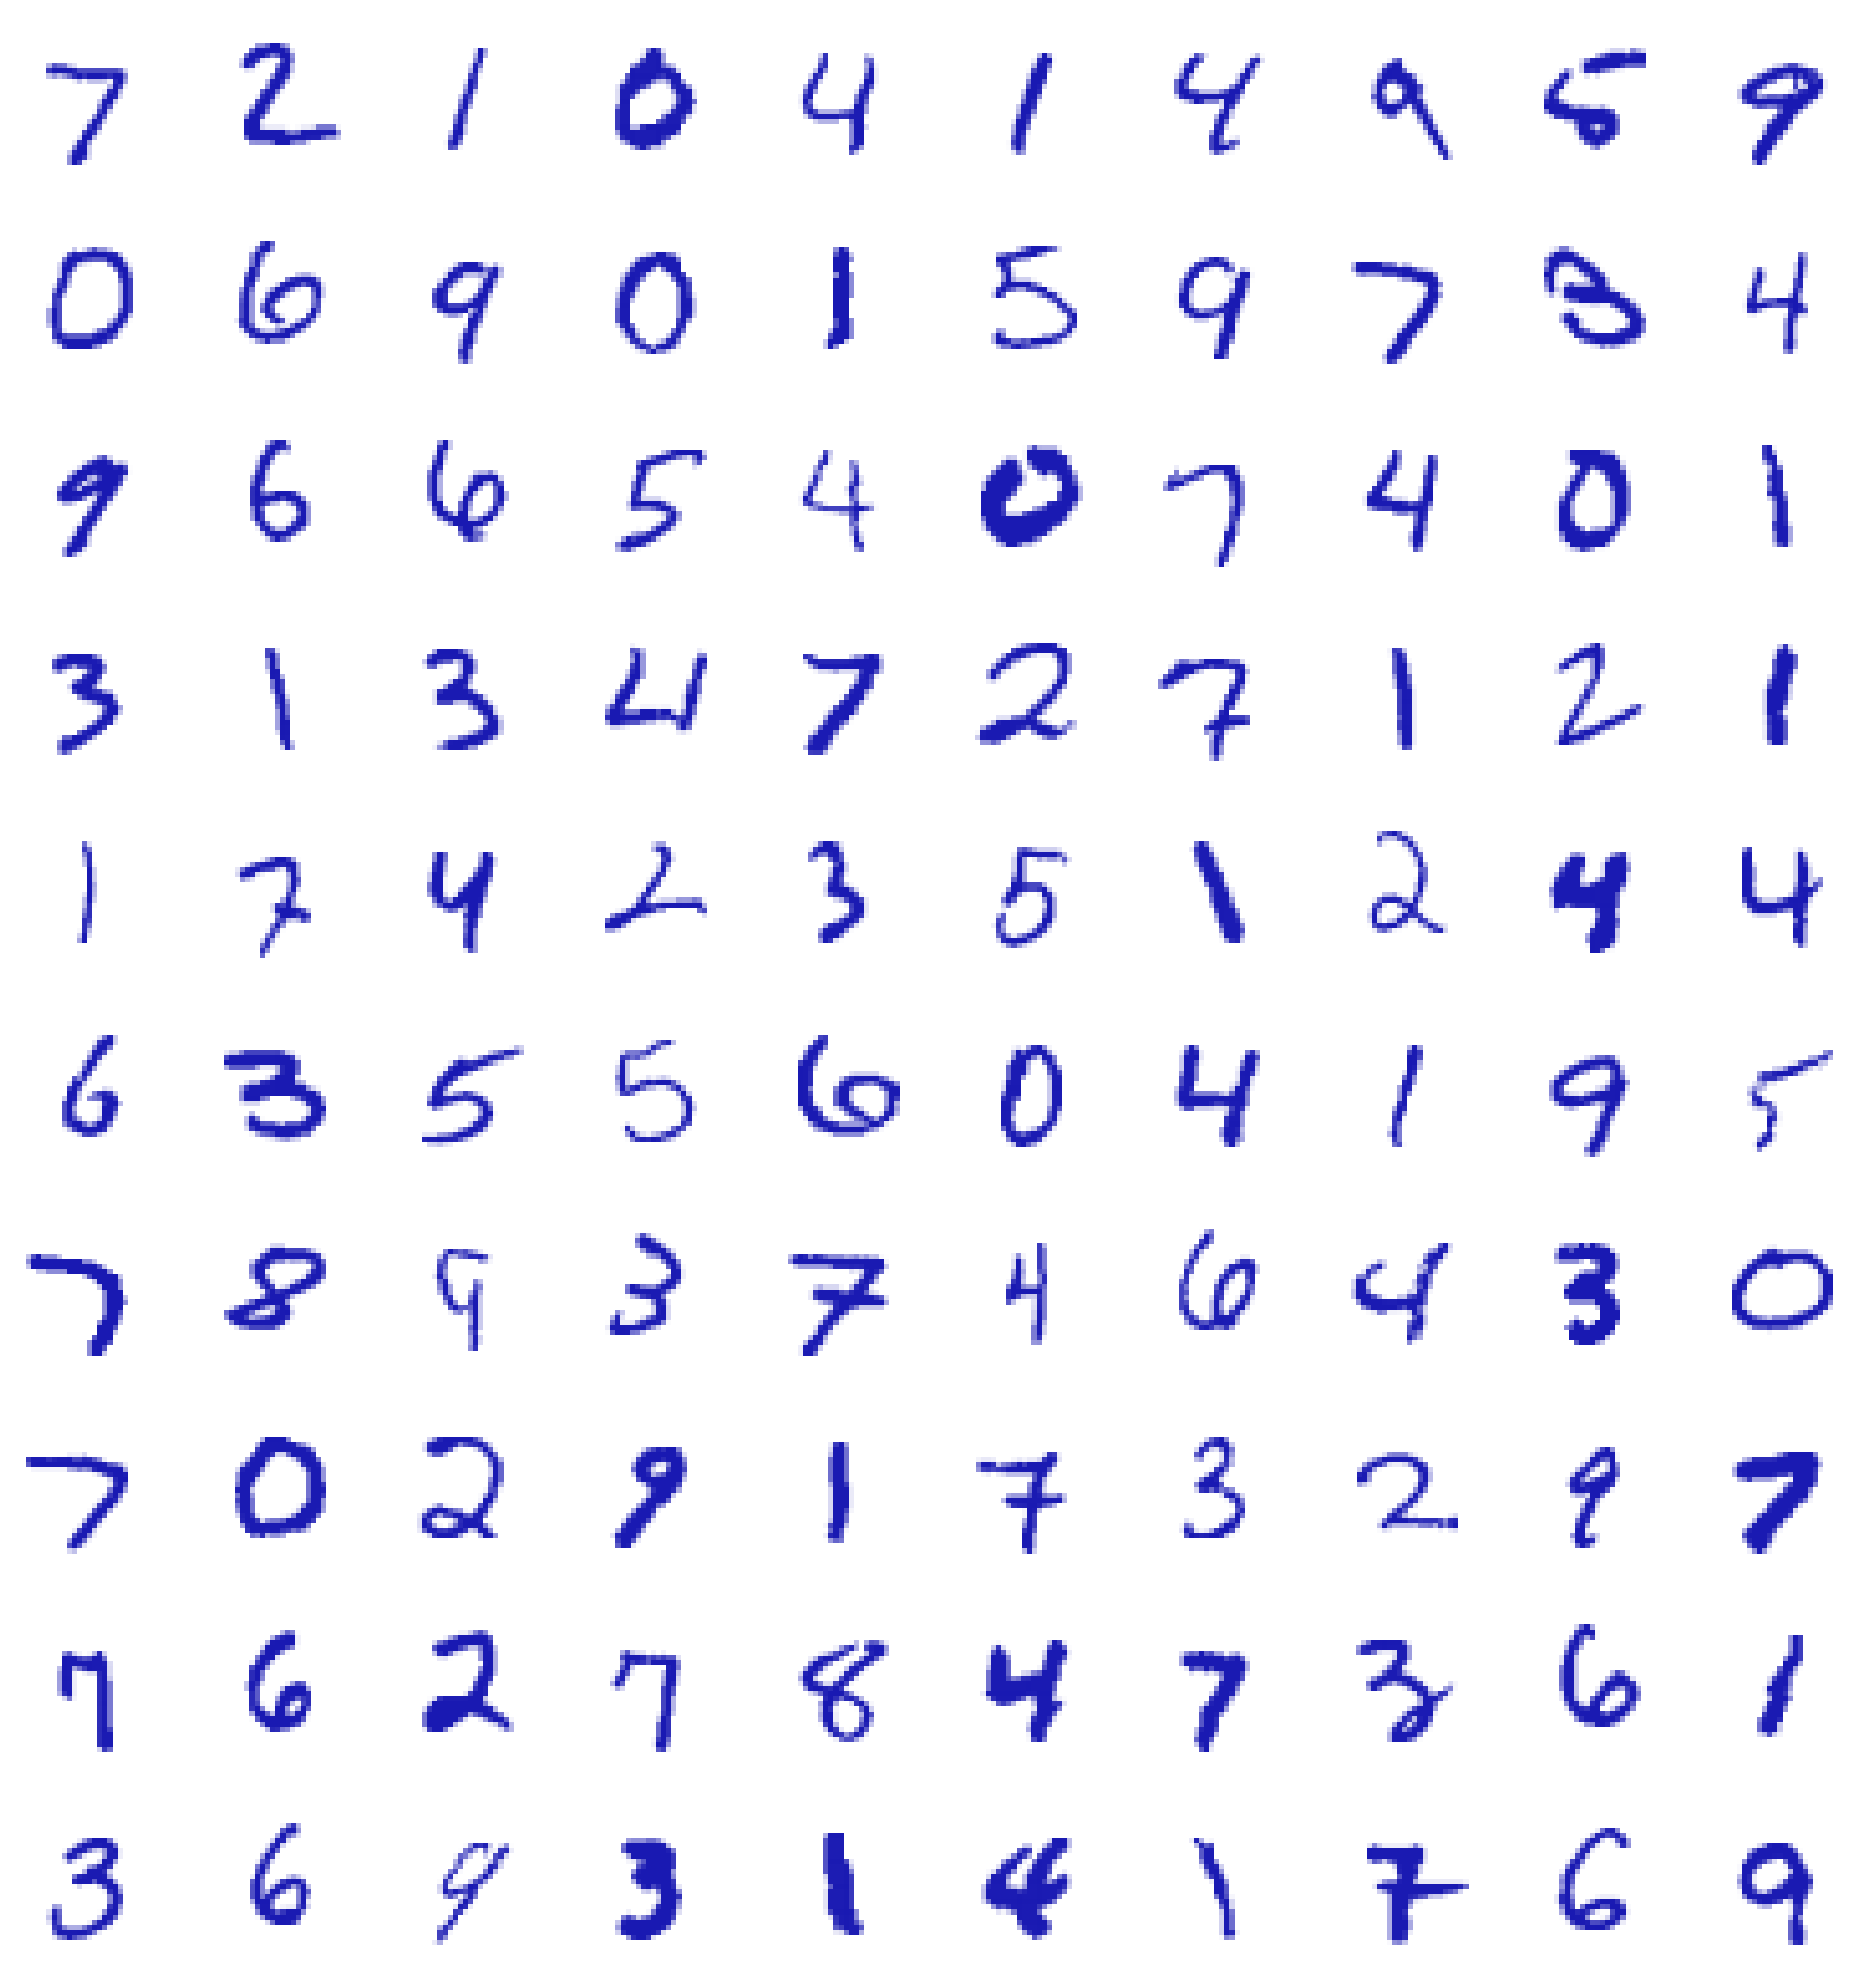 7 2 1 0 4 1 4 9 5 9
0 6 9 0 1 5 9 7 3 4
9 6 6 5 4 0 7 4 0 1
3 1 3 4 7 2 7 1 2 1
1 7 4 2 3 5 1 2 4 4
6 3 5 5 6 0 4 1 9 5
7 8 9 3 7 4 6 4 3 0
7 0 2 9 1 7 3 2 9 7
7 6 2 7 8 4 7 3 6 1
3 6 9 3 1 4 1 7 6 9